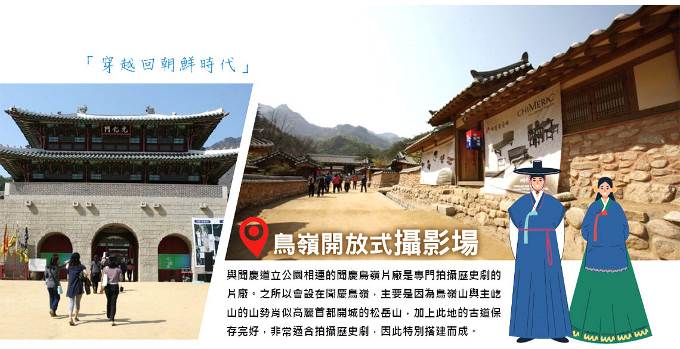 「穿越回朝鮮時代」
門化光
CHIMERIC
鳥嶺開放式攝影場
與聞慶道立公園相連的聞慶鳥嶺片廠是專門拍攝歷史劇的
片廠。之所以會設在聞慶鳥嶺，主要是因為鳥嶺山與主屹
山的山勢肖似高麗首都開城的松岳山，加上此地的古道保
存完好，非常適合拍攝歷史劇，因此特別搭建而成。